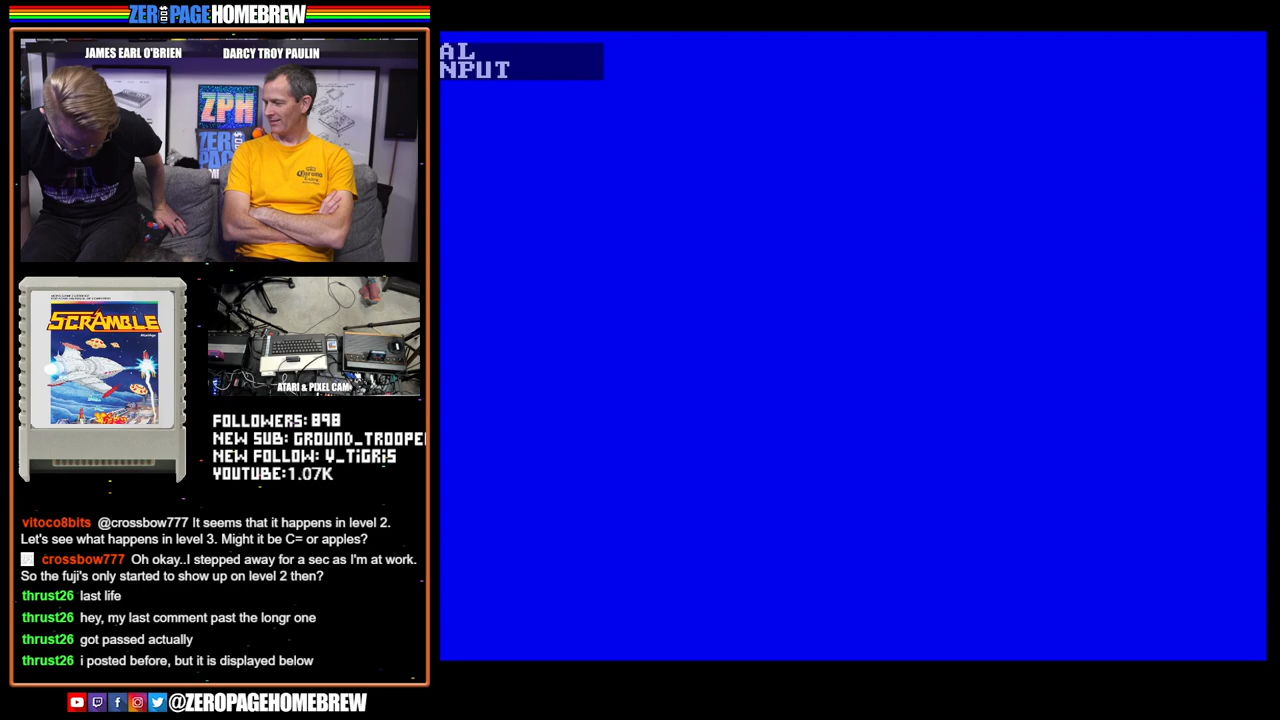 ZEROPAGEHOMEBREW
JAMES EARL O'BRIEN
DARCY TROY PAULIN
ZPH
Corona
AL
NPUT
SCRAMBLE
ATARI & PIXEL CAM
FOLLOWERS: 898
NEW SUB: GROUND_TROOPE
NEW FOLLOW: V_TIGRIS
YOUTUBE:1.07K
vitoco8bits @crossbow777 It seems that it happens in level 2.
Let's see what happens in level 3. Might it be C= or apples?
crossbow777 Oh okay..I stepped away for a sec as I'm at work.
So the fuji's only started to show up on level 2 then?
thrust26 last life
thrust26 hey, my last comment past the longr one
thrust26 got passed actually
thrust26 i posted before, but it is displayed below
@ZEROPAGEHOMEBREW